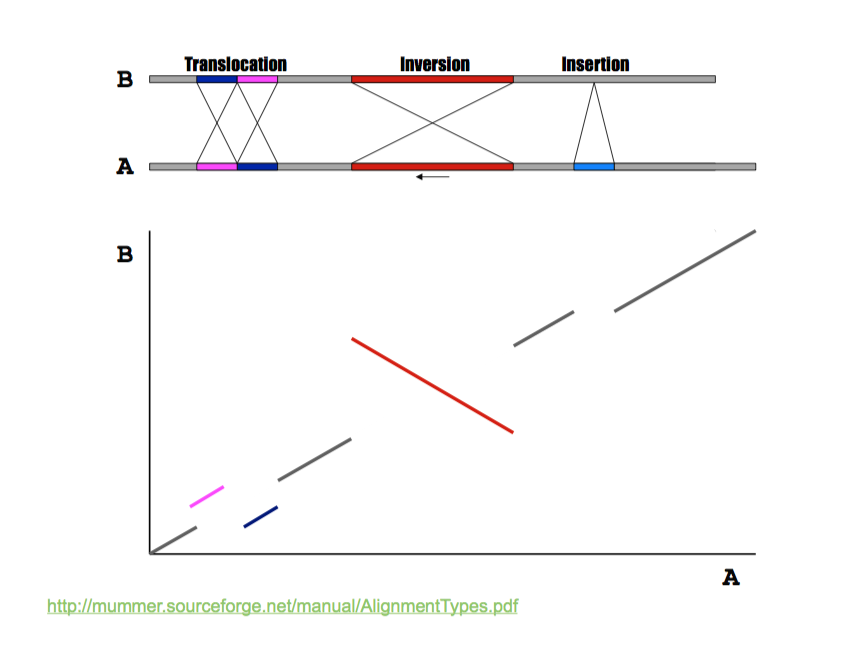 Translocation Inversion Insertion
B
A
B
A
http://mummer.sourceforge.net/manual/AlignmentTypes.pdf